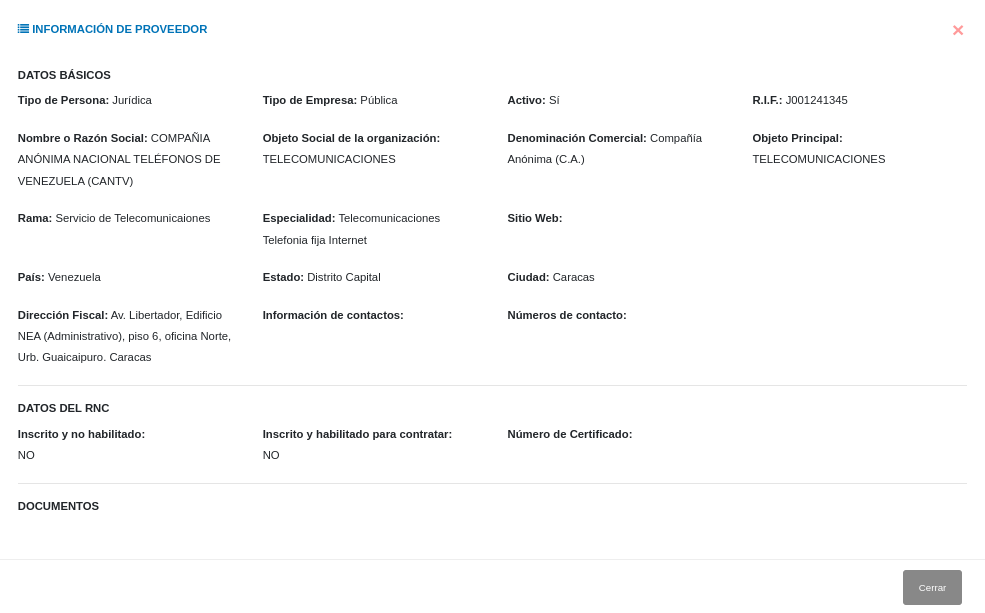 INFORMACIÓN DE PROVEEDOR
DATOS BÁSICOS
Tipo de Persona: Jurídica
Tipo de Empresa: Pública
Activo: Sí
R.I.F.: J001241345
Nombre o Razón Social: COMPAÑIA
ANÓNIMA NACIONAL TELÉFONOS DE
VENEZUELA (CANTV)
Objeto Social de la organización:
TELECOMUNICACIONES
Denominación Comercial: Compañía
Anónima (C.A.)
Objeto Principal:
TELECOMUNICACIONES
Rama: Servicio de Telecomunicaiones
Especialidad: Telecomunicaciones
Telefonia fija Internet
Sitio Web:
País: Venezuela
Estado: Distrito Capital
Ciudad: Caracas
Dirección Fiscal: Av. Libertador, Edificio
NEA (Administrativo), piso 6, oficina Norte,
Urb. Guaicaipuro. Caracas
Información de contactos:
Números de contacto:
DATOS DEL RNC
Inscrito y no habilitado:
NO
Inscrito y habilitado para contratar:
NO
Número de Certificado:
DOCUMENTOS
Cerrar